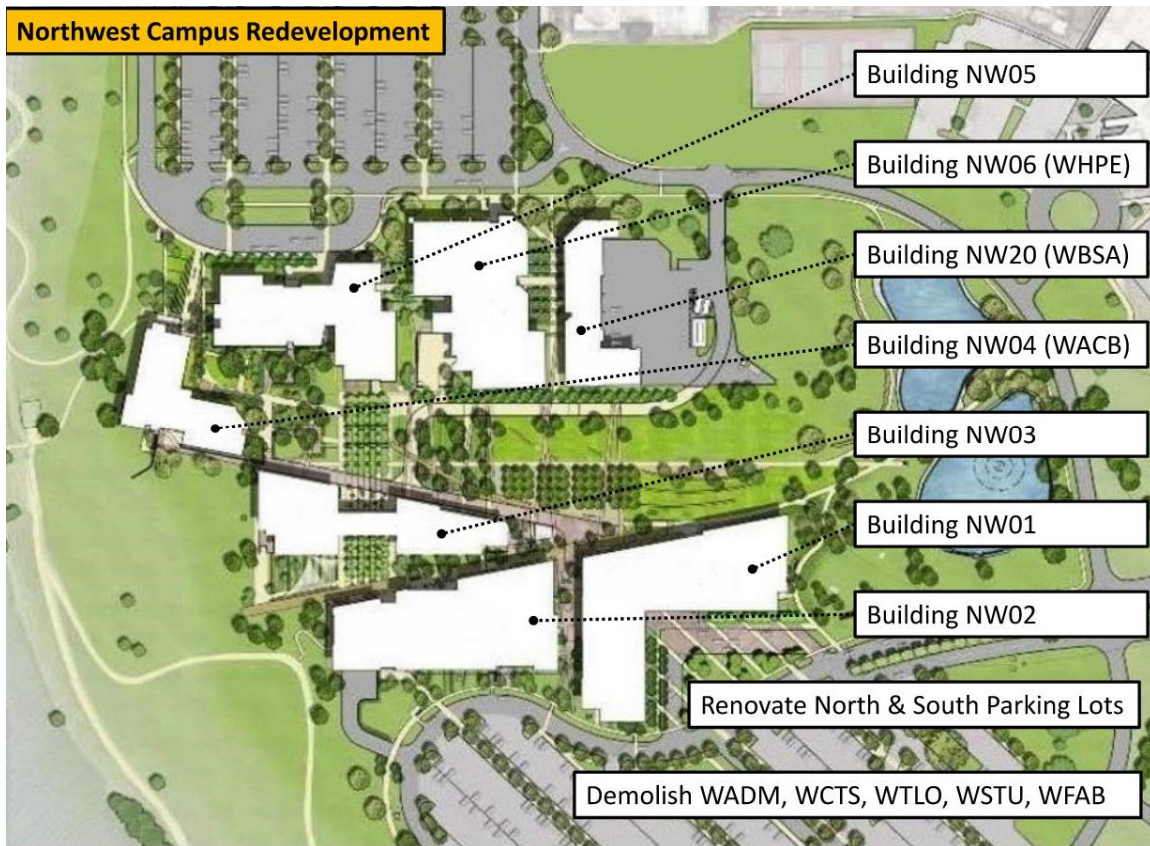 Northwest Campus Redevelopment
Building NW05
Building NW06 (WHPE)
Building NW20 (WBSA)
Building NW04 (WACB)
Building NW03
Building NW01
Building NW02
Renovate North & South Parking Lots
Demolish WADM, WCTS, WTLO, WSTU, WFAB